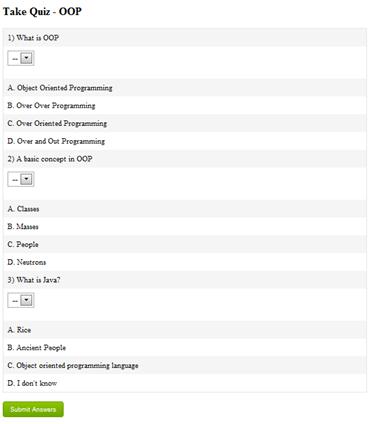 Take Quiz - OOP
1) What is OOP
--
A. Object Oriented Programming
B. Over Over Programming
C. Over Oriented Programming
D. Over and Out Programming
2) A basic concept in OOP
--
A. Classes
B. Masses
C. People
D. Neutrons
3) What is Java?
--
A. Rice
B. Ancient People
C. Object oriented programming language
D. I don't know
Submit Answers